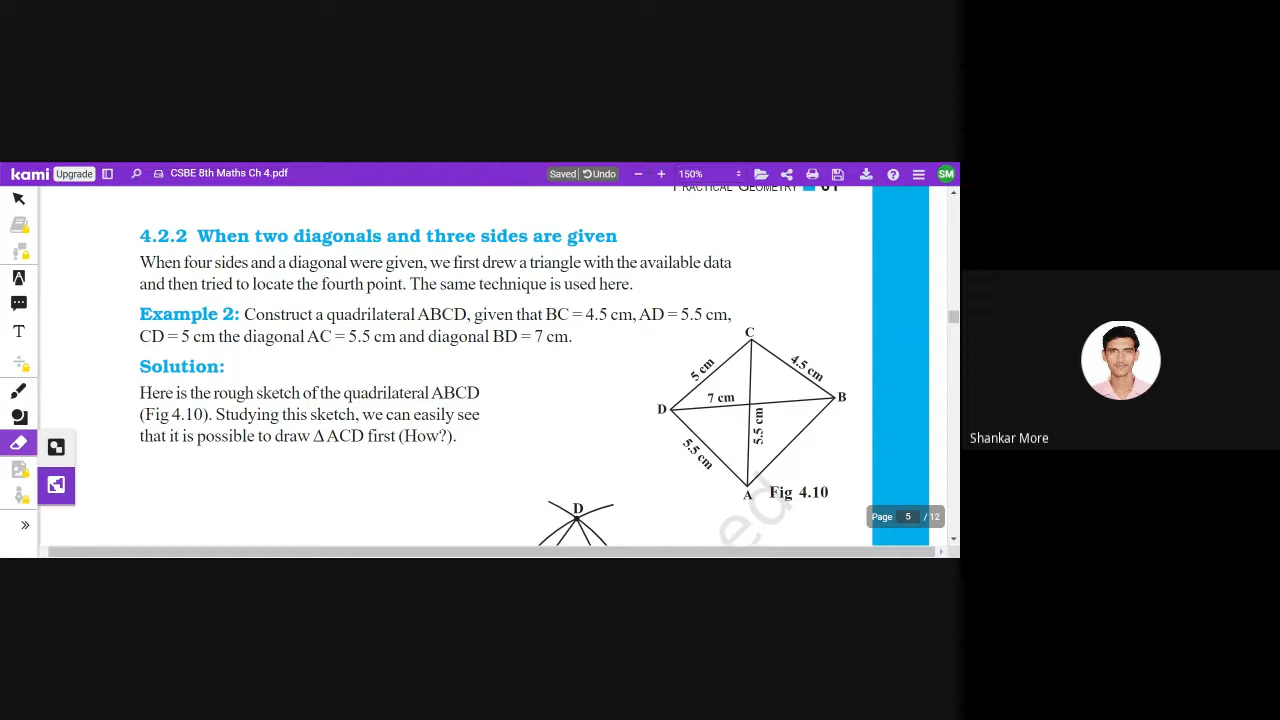 kami Upgrade CSBE 8th Maths Ch 4.pdf Saved Undo 150% SM
PRACTICAL GEOMETRY 61
4.2.2 When two diagonals and three sides are given
When four sides and a diagonal were given, we first drew a triangle with the available data
and then tried to locate the fourth point. The same technique is used here.
Example 2: Construct a quadrilateral ABCD, given that BC = 4.5 cm, AD = 5.5 cm,
CD = 5 cm the diagonal AC = 5.5 cm and diagonal BD = 7 cm.
Solution:
Here is the rough sketch of the quadrilateral ABCD
(Fig 4.10). Studying this sketch, we can easily see
that it is possible to draw Δ ACD first (How?).
C
5 cm
4.5 cm
7 cm
B
D
5.5 cm
5.5 cm
A
Fig 4.10
D
Page 5 / 12
Shankar More